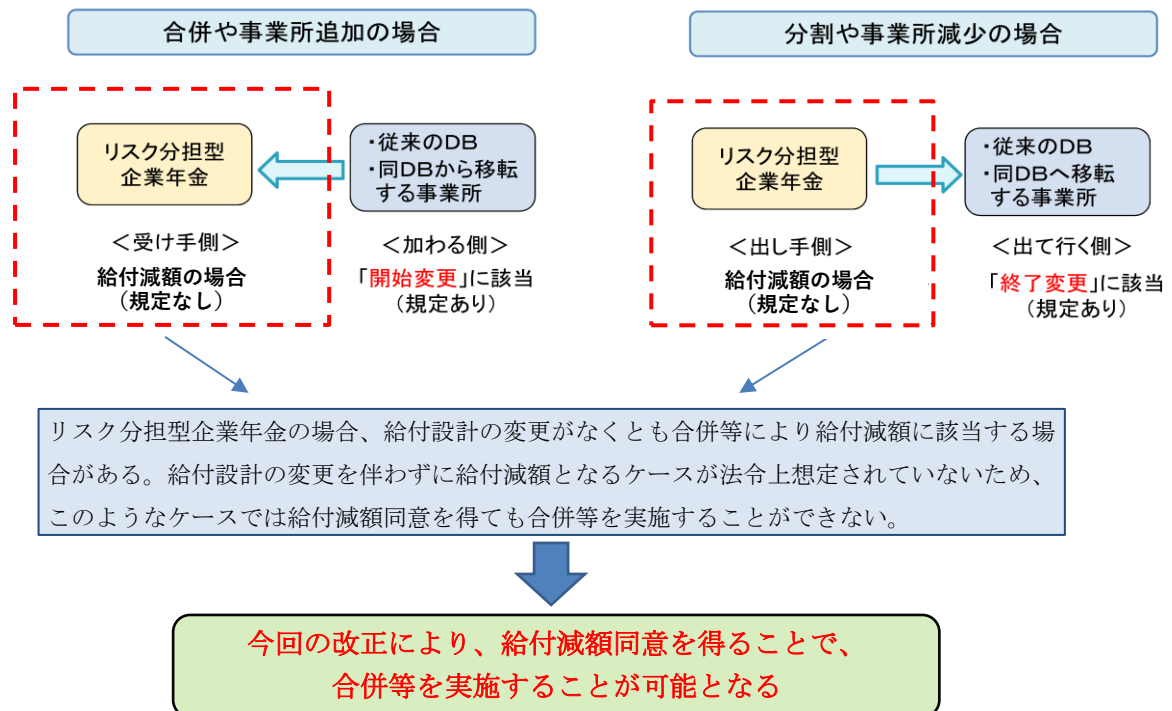 合併や事業所追加の場合
リスク分担型
企業年金
・従来のDB
・同DBから移転
する事業所
＜受け手側＞
給付減額の場合
（規定なし）
＜加わる側＞
「開始変更」に該当
（規定あり）
分割や事業所減少の場合
リスク分担型
企業年金
・従来のDB
・同DBへ移転
する事業所
＜出し手側＞
給付減額の場合
（規定なし）
＜出て行く側＞
「終了変更」に該当
（規定あり）
リスク分担型企業年金の場合、給付設計の変更がなくとも合併等により給付減額に該当する場
合がある。給付設計の変更を伴わずに給付減額となるケースが法令上想定されていないため、
このようなケースでは給付減額同意を得ても合併等を実施することができない。
今回の改正により、給付減額同意を得ることで、
合併等を実施することが可能となる